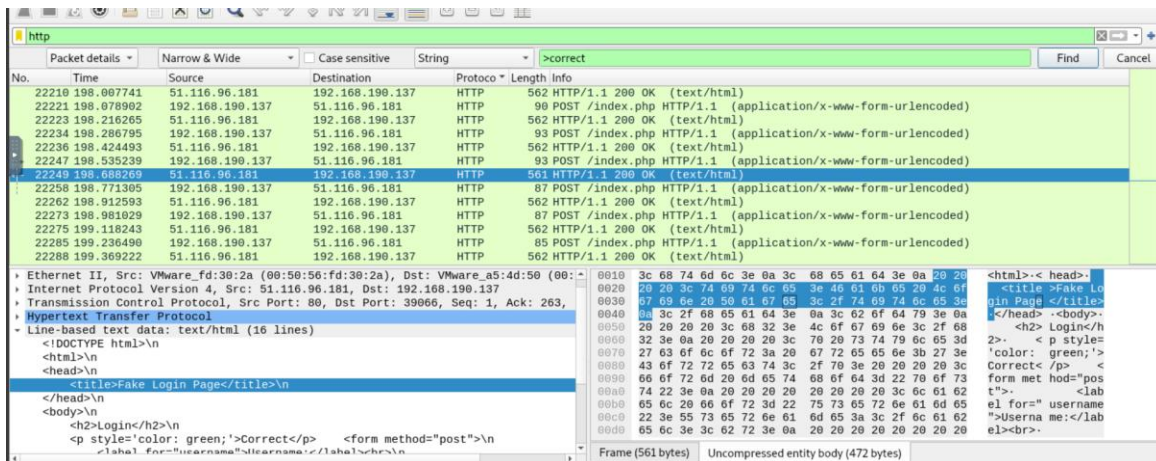 http
Packet details Narrow & Wide Case sensitive String >correct Find Cancel
No. Time Source Destination Protoco Length Info
22210 198.007741 51.116.96.181 192.168.190.137 HTTP 562 HTTP/1.1 200 OK (text/html)
22221 198.078902 192.168.190.137 51.116.96.181 HTTP 90 POST /index.php HTTP/1.1 (application/x-www-form-urlencoded)
22223 198.216265 51.116.96.181 192.168.190.137 HTTP 562 HTTP/1.1 200 OK (text/html)
22234 198.286795 192.168.190.137 51.116.96.181 HTTP 93 POST /index.php HTTP/1.1 (application/x-www-form-urlencoded)
22236 198.424493 51.116.96.181 192.168.190.137 HTTP 562 HTTP/1.1 200 OK (text/html)
22247 198.535239 192.168.190.137 51.116.96.181 HTTP 93 POST /index.php HTTP/1.1 (application/x-www-form-urlencoded)
22249 198.688269 51.116.96.181 192.168.190.137 HTTP 561 HTTP/1.1 200 OK (text/html)
22258 198.771305 192.168.190.137 51.116.96.181 HTTP 87 POST /index.php HTTP/1.1 (application/x-www-form-urlencoded)
22262 198.912593 51.116.96.181 192.168.190.137 HTTP 562 HTTP/1.1 200 OK (text/html)
22273 198.981029 192.168.190.137 51.116.96.181 HTTP 87 POST /index.php HTTP/1.1 (application/x-www-form-urlencoded)
22275 199.118243 51.116.96.181 192.168.190.137 HTTP 562 HTTP/1.1 200 OK (text/html)
22285 199.236490 192.168.190.137 51.116.96.181 HTTP 85 POST /index.php HTTP/1.1 (application/x-www-form-urlencoded)
22288 199.369222 51.116.96.181 192.168.190.137 HTTP 562 HTTP/1.1 200 OK (text/html)
Ethernet II, Src: VMware_fd:30:2a (00:50:56:fd:30:2a), Dst: VMware_a5:4d:50 (00:
Internet Protocol Version 4, Src: 51.116.96.181, Dst: 192.168.190.137
Transmission Control Protocol, Src Port: 80, Dst Port: 39066, Seq: 1, Ack: 263,
Hypertext Transfer Protocol
Line-based text data: text/html (16 lines)
<!DOCTYPE html>\n
<html>\n
<head>\n
<title>Fake Login Page</title>\n
</head>\n
<body>\n
<h2>Login</h2>\n
<p style='color: green;'>Correct</p> <form method="post">\n
<label for="username">Username:</label><br>\n
0010 3c 68 74 6d 6c 3e 0a 3c 68 65 61 64 3e 0a 20 20 <html>·< head>·
0020 20 20 3c 74 69 74 6c 65 3e 46 61 6b 65 20 4c 6f <title >Fake Lo
0030 67 69 6e 20 50 61 67 65 3c 2f 74 69 74 6c 65 3e gin Page </title>
0040 0a 3c 2f 68 65 61 64 3e 0a 3c 62 6f 64 79 3e 0a ·</head> ·<body>·
0050 20 20 20 20 3c 68 32 3e 4c 6f 67 69 6e 3c 2f 68 <h2> Login</h
0060 32 3e 0a 20 20 20 20 3c 70 20 73 74 79 6c 65 3d 2>· < p style=
0070 27 63 6f 6c 6f 72 3a 20 67 72 65 65 6e 3b 27 3e 'color: green;'>
0080 43 6f 72 72 65 63 74 3c 2f 70 3e 20 20 20 20 3c Correct< /p> <
0090 66 6f 72 6d 20 6d 65 74 68 6f 64 3d 22 70 6f 73 form met hod="pos
00a0 74 22 3e 0a 20 20 20 20 20 20 20 20 3c 6c 61 62 t">· <lab
00b0 65 6c 20 66 6f 72 3d 22 75 73 65 72 6e 61 6d 65 el for=" username
00c0 22 3e 55 73 65 72 6e 61 6d 65 3a 3c 2f 6c 61 62 ">Userna me:</lab
00d0 65 6c 3e 3c 62 72 3e 0a 20 20 20 20 20 20 20 20 el><br>·
Frame (561 bytes) Uncompressed entity body (472 bytes)